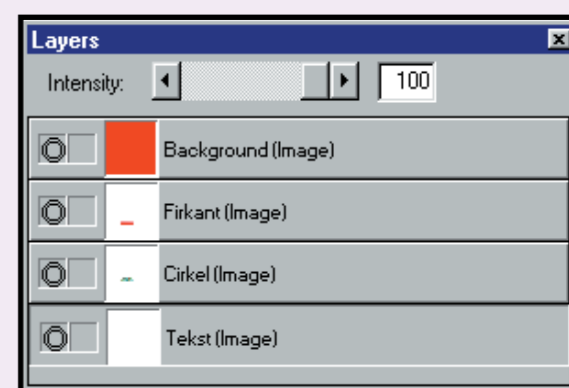 Layers
Intensity: 100
Background (Image)
Firkant (Image)
Cirkel (Image)
Tekst (Image)